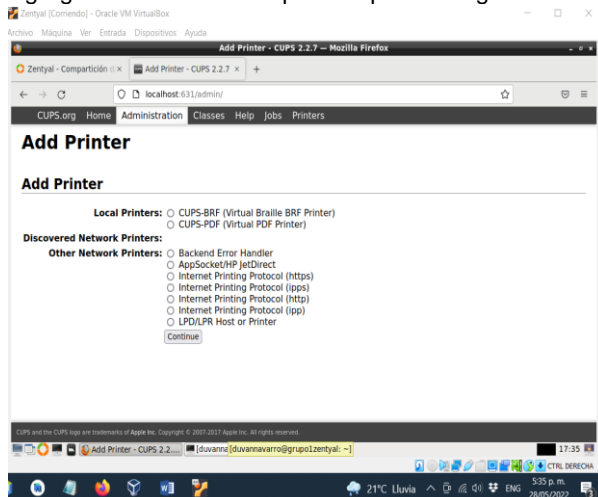 Zentyal [Corriendo] - Oracle VM VirtualBox
Archivo Máquina Ver Entrada Dispositivos Ayuda
Add Printer - CUPS 2.2.7 — Mozilla Firefox
Zentyal - Compartición d × Add Printer - CUPS 2.2.7 × +
localhost:631/admin/
CUPS.org Home Administration Classes Help Jobs Printers
Add Printer
Add Printer
Local Printers: CUPS-BRF (Virtual Braille BRF Printer)
CUPS-PDF (Virtual PDF Printer)
Discovered Network Printers:
Other Network Printers: Backend Error Handler
AppSocket/HP JetDirect
Internet Printing Protocol (https)
Internet Printing Protocol (ipps)
Internet Printing Protocol (http)
Internet Printing Protocol (ipp)
LPD/LPR Host or Printer
Continue
CUPS and the CUPS logo are trademarks of Apple Inc. Copyright © 2007-2017 Apple Inc. All rights reserved.
Add Printer - CUPS 2.2.... [duvanna [duvannavarro@grupo1zentyal: ~] 17:35
CTRL DERECHA
21°C Lluvia ENG 5:35 p. m.
28/05/2022